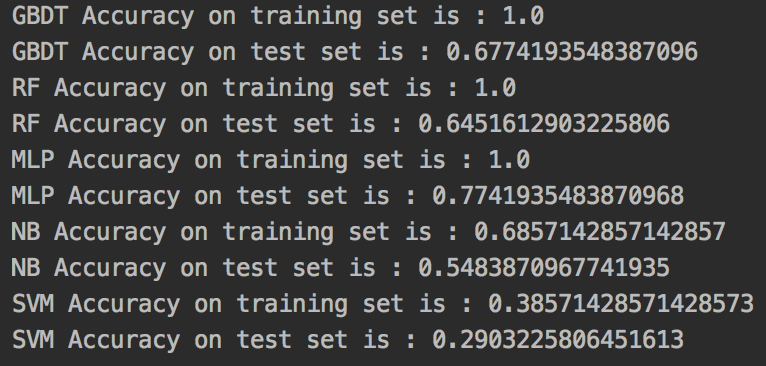 GBDT Accuracy on training set is : 1.0
GBDT Accuracy on test set is : 0.6774193548387096
RF Accuracy on training set is : 1.0
RF Accuracy on test set is : 0.6451612903225806
MLP Accuracy on training set is : 1.0
MLP Accuracy on test set is : 0.7741935483870968
NB Accuracy on training set is : 0.6857142857142857
NB Accuracy on test set is : 0.5483870967741935
SVM Accuracy on training set is : 0.38571428571428573
SVM Accuracy on test set is : 0.2903225806451613